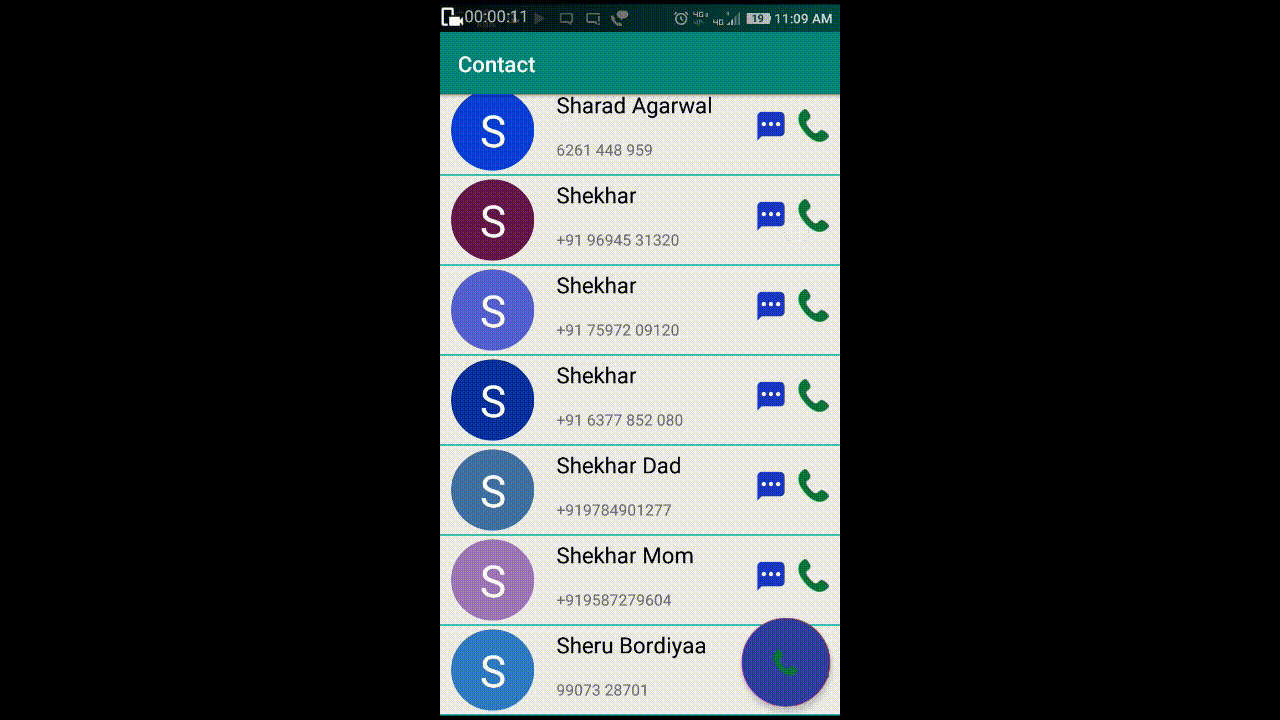 00:00:11
4G
4G
19
11:09 AM
Contact
S
Sharad Agarwal
6261 448 959
S
Shekhar
+91 96945 31320
S
Shekhar
+91 75972 09120
S
Shekhar
+91 6377 852 080
S
Shekhar Dad
+919784901277
S
Shekhar Mom
+919587279604
S
Sheru Bordiyaa
99073 28701